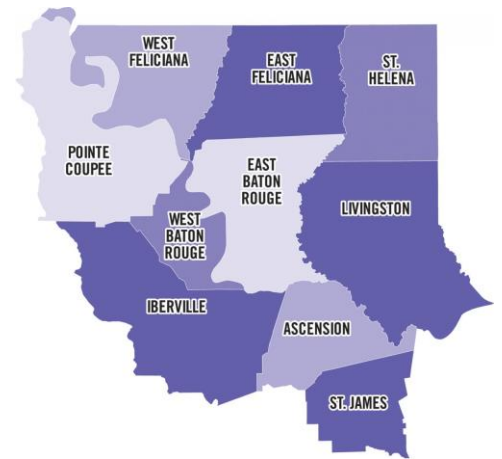 WEST
FELICIANA
EAST
FELICIANA
ST.
HELENA
POINTE
COUPEE
EAST
BATON
ROUGE
LIVINGSTON
WEST
BATON
ROUGE
IBERVILLE
ASCENSION
ST. JAMES